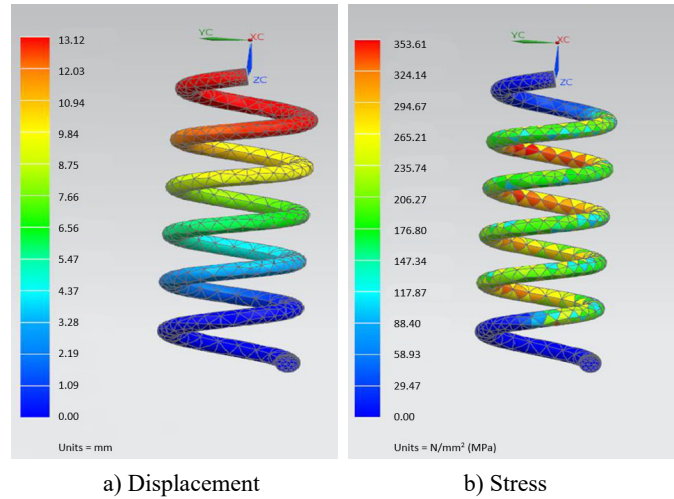 YC
XC
ZC
13.12
12.03
10.94
9.84
8.75
7.66
6.56
5.47
4.37
3.28
2.19
1.09
0.00
Units = mm
a) Displacement
YC
XC
ZC
353.61
324.14
294.67
265.21
235.74
206.27
176.80
147.34
117.87
88.40
58.93
29.47
0.00
Units = N/mm² (MPa)
b) Stress